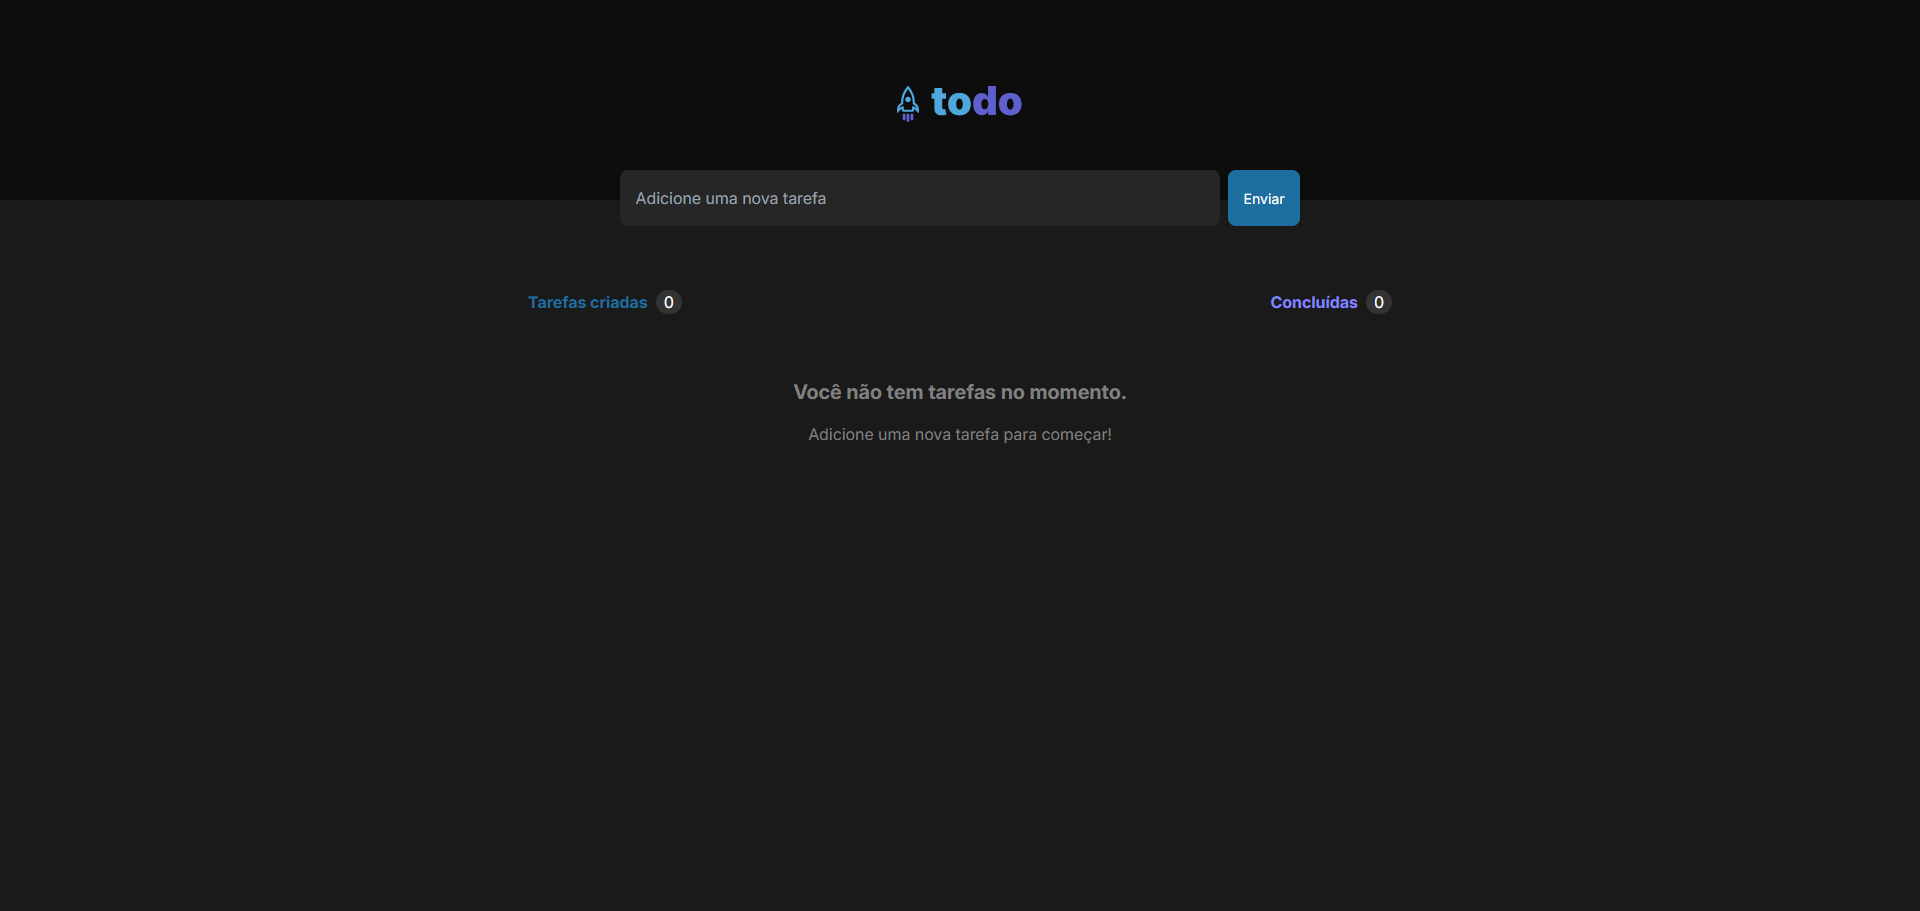 todo
Adicione uma nova tarefa
Enviar
Tarefas criadas 0
Concluídas 0
Você não tem tarefas no momento.
Adicione uma nova tarefa para começar!